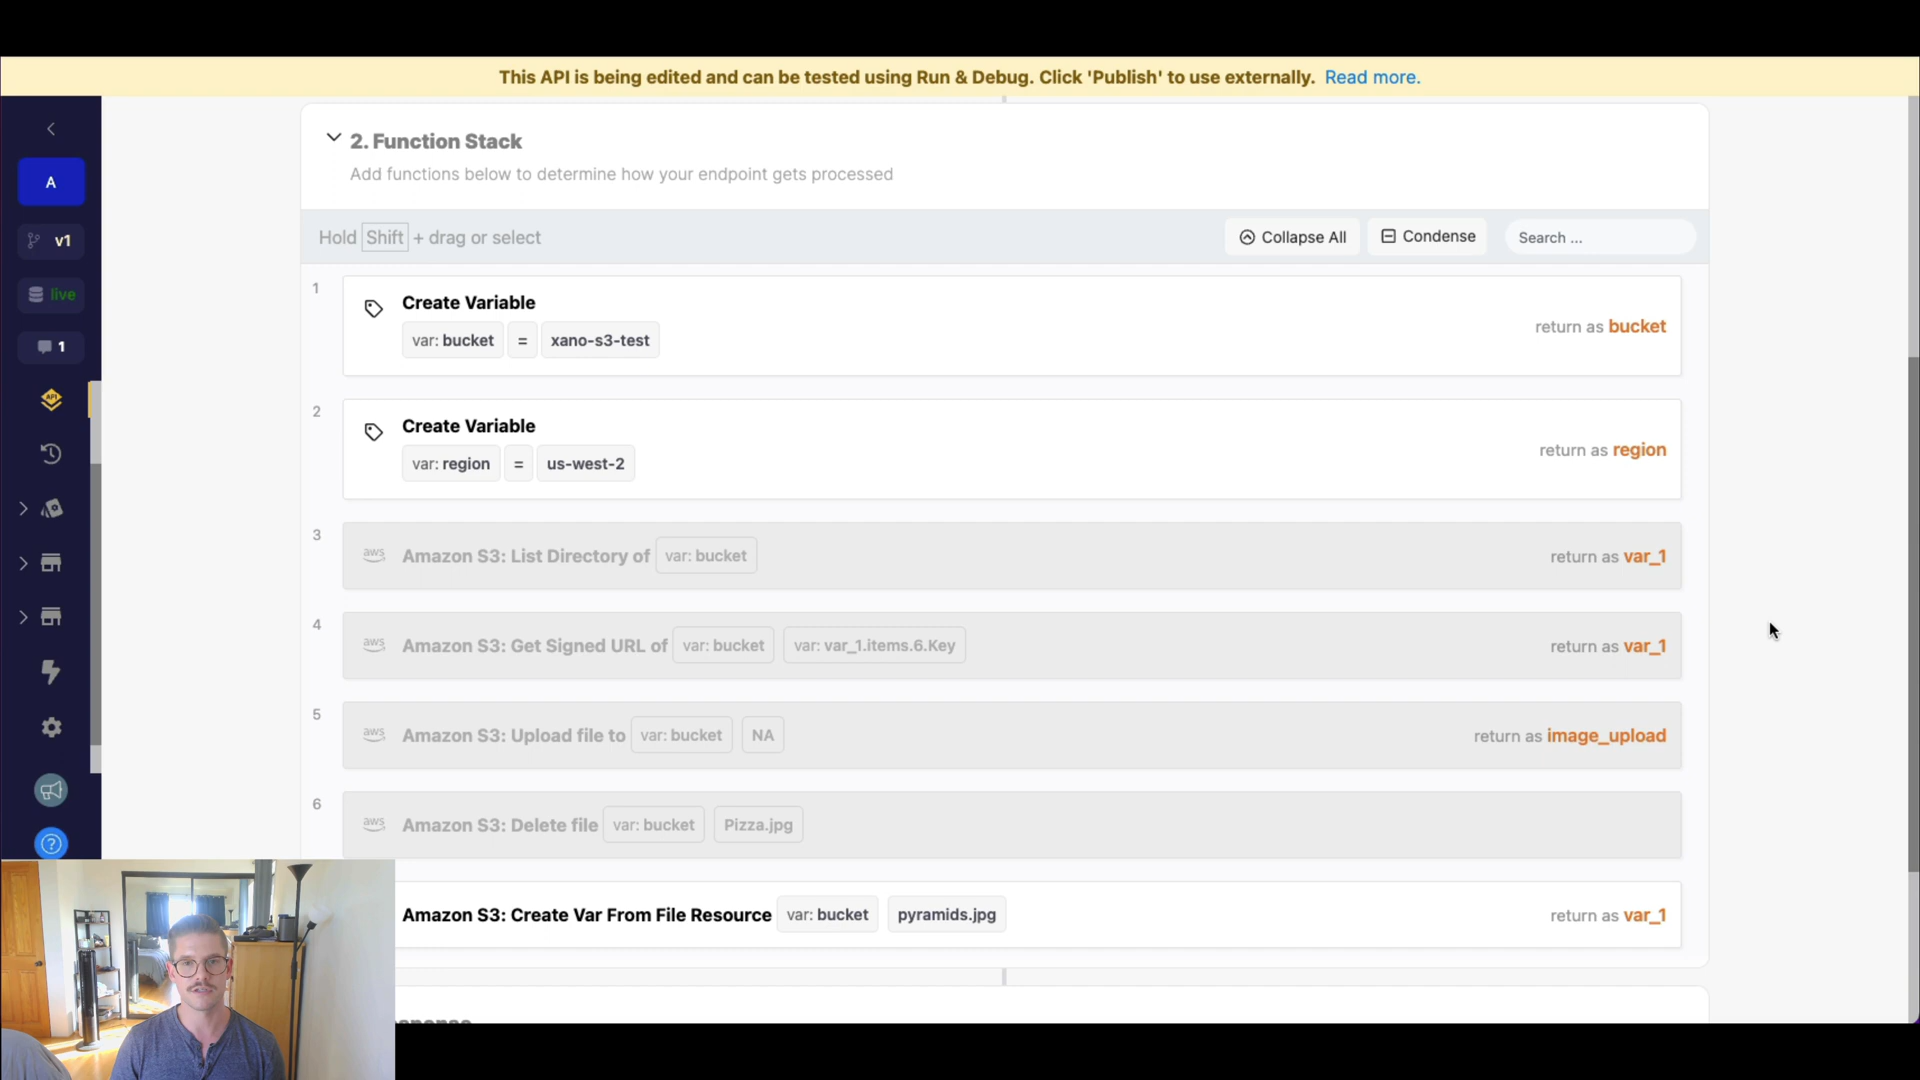 This API is being edited and can be tested using Run & Debug. Click 'Publish' to use externally. Read more.
A
v1
live
1
API
?
2. Function Stack
Add functions below to determine how your endpoint gets processed
Hold Shift + drag or select
Collapse All
Condense
Search ...
1
Create Variable
var: bucket = xano-s3-test
return as bucket
2
Create Variable
var: region = us-west-2
return as region
3
aws Amazon S3: List Directory of var: bucket
return as var_1
4
aws Amazon S3: Get Signed URL of var: bucket var: var_1.items.6.Key
return as var_1
5
aws Amazon S3: Upload file to var: bucket NA
return as image_upload
6
aws Amazon S3: Delete file var: bucket Pizza.jpg
Amazon S3: Create Var From File Resource var: bucket pyramids.jpg
return as var_1